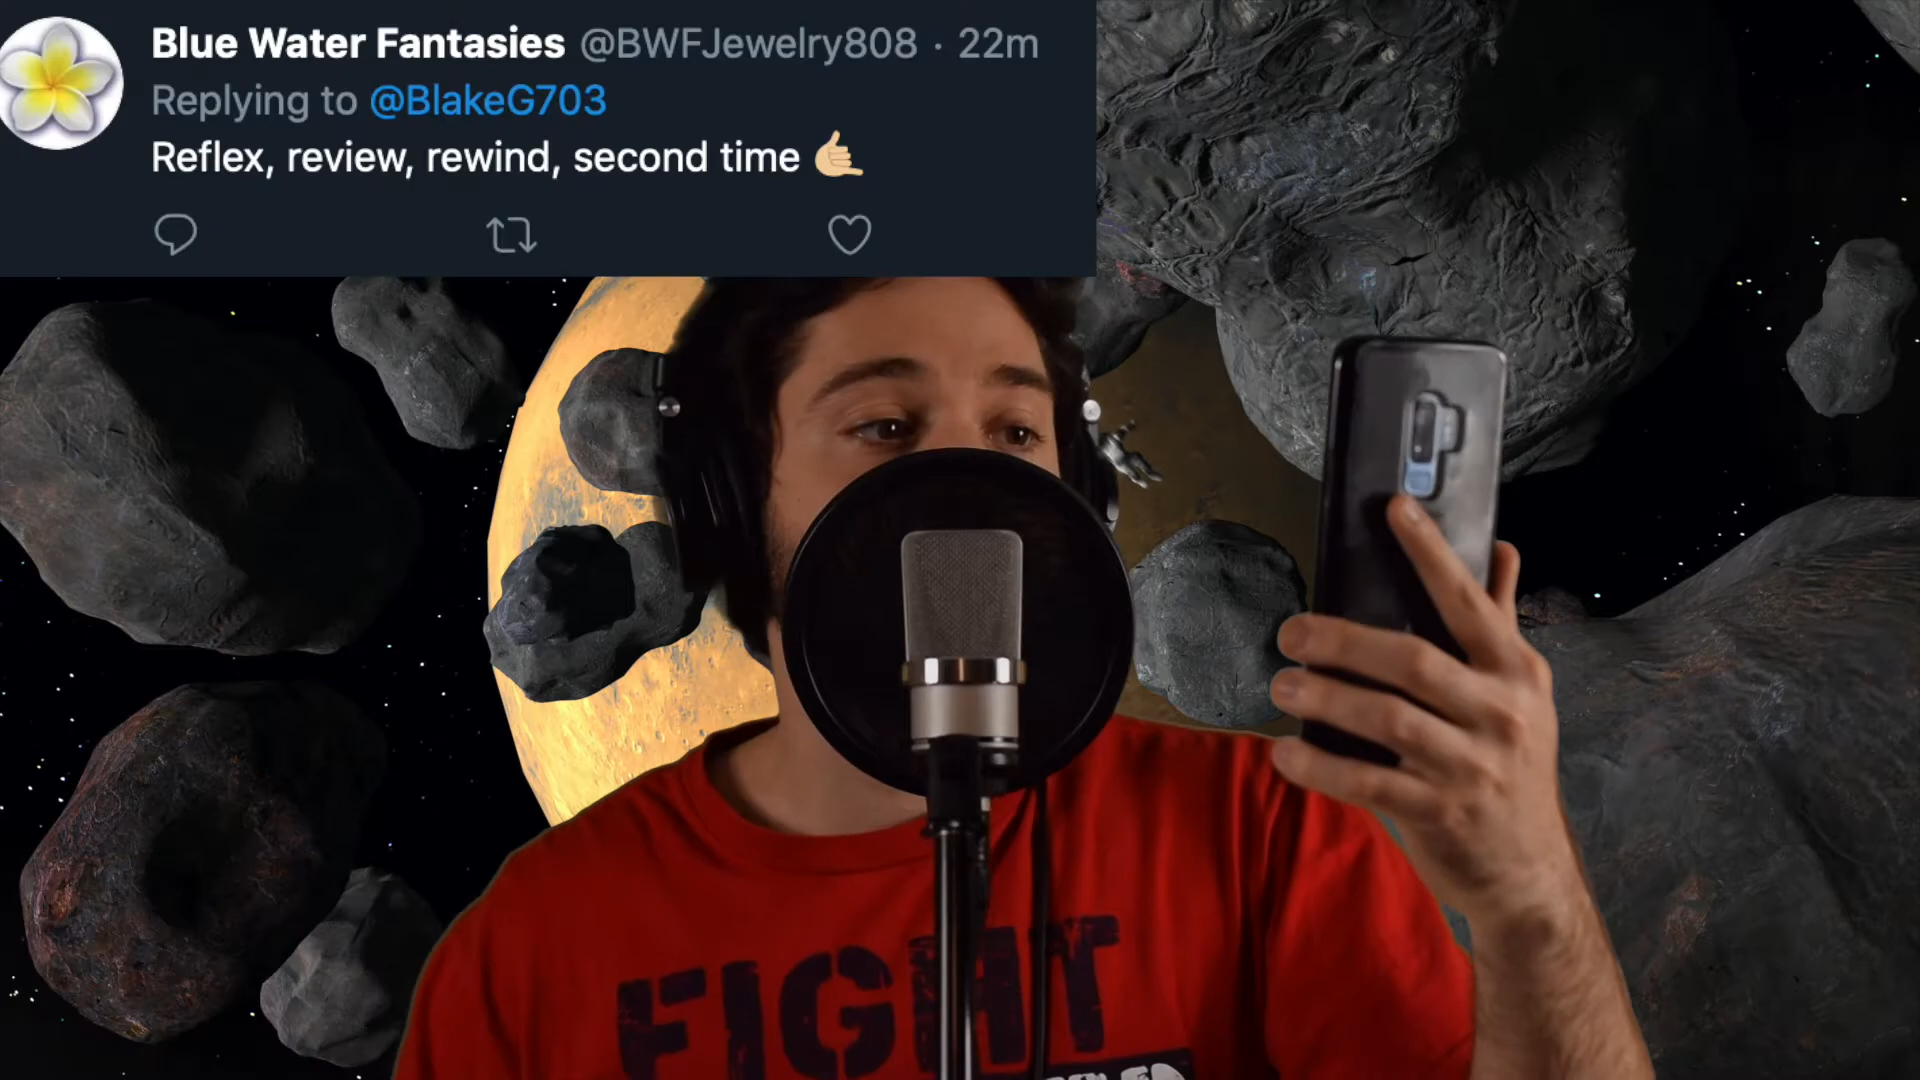 Blue Water Fantasies @BWFJewelry808 · 22m
Replying to @BlakeG703
Reflex, review, rewind, second time 🤙🏼
FIGHT